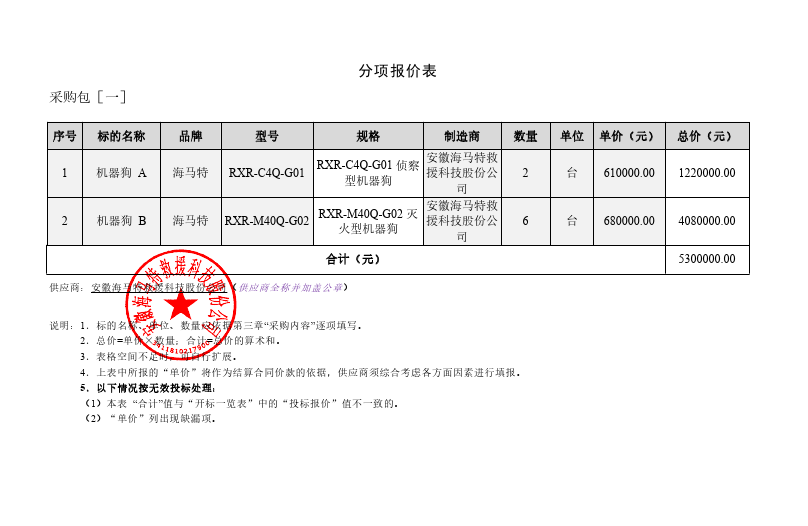 分项报价表
采购包［一］
序号 标的名称 品牌 型号 规格 制造商 数量 单位 单价（元） 总价（元）
1 机器狗 A 海马特 RXR-C4Q-G01 RXR-C4Q-G01 侦察型机器狗 安徽海马特救援科技股份公司 2 台 610000.00 1220000.00
2 机器狗 B 海马特 RXR-M40Q-G02 RXR-M40Q-G02 灭火型机器狗 安徽海马特救援科技股份公司 6 台 680000.00 4080000.00
合计（元） 5300000.00
供应商：安徽海马特救援科技股份公司（供应商全称并加盖公章）
安徽海马特救援科技股份公司
说明：1．标的名称、单位、数量应依据第三章“采购内容”逐项填写。
2．总价=单价×数量；合计=总价的算术和。
3．表格空间不足时，可自行扩展。
4．上表中所报的“单价”将作为结算合同价款的依据，供应商须综合考虑各方面因素进行填报。
5．以下情况按无效投标处理：
（1）本表 “合计”值与“开标一览表”中的“投标报价”值不一致的。
（2）“单价”列出现缺漏项。